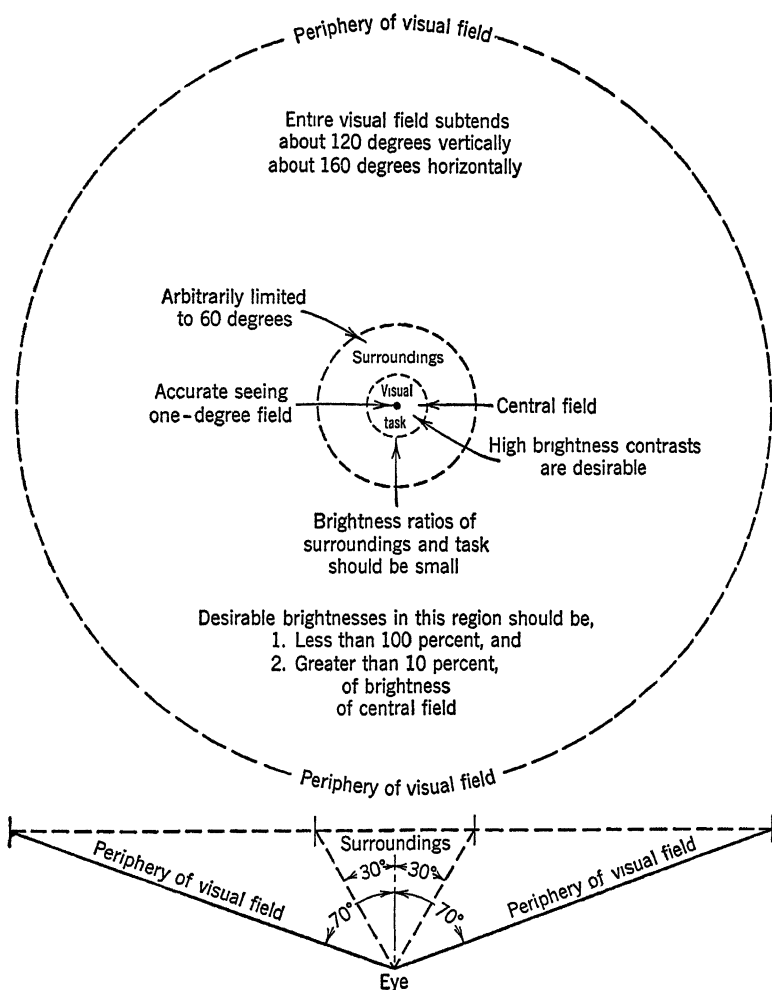 Periphery of visual field
Entire visual field subtends
about 120 degrees vertically
about 160 degrees horizontally
Arbitrarily limited
to 60 degrees
Surroundings
Accurate seeing
one-degree field
Visual
task
Central field
High brightness contrasts
are desirable
Brightness ratios of
surroundings and task
should be small
Desirable brightnesses in this region should be,
1. Less than 100 percent, and
2. Greater than 10 percent,
of brightness
of central field
Periphery of visual field
Surroundings
Periphery of visual field
30°
30°
Periphery of visual field
70°
70°
Eye